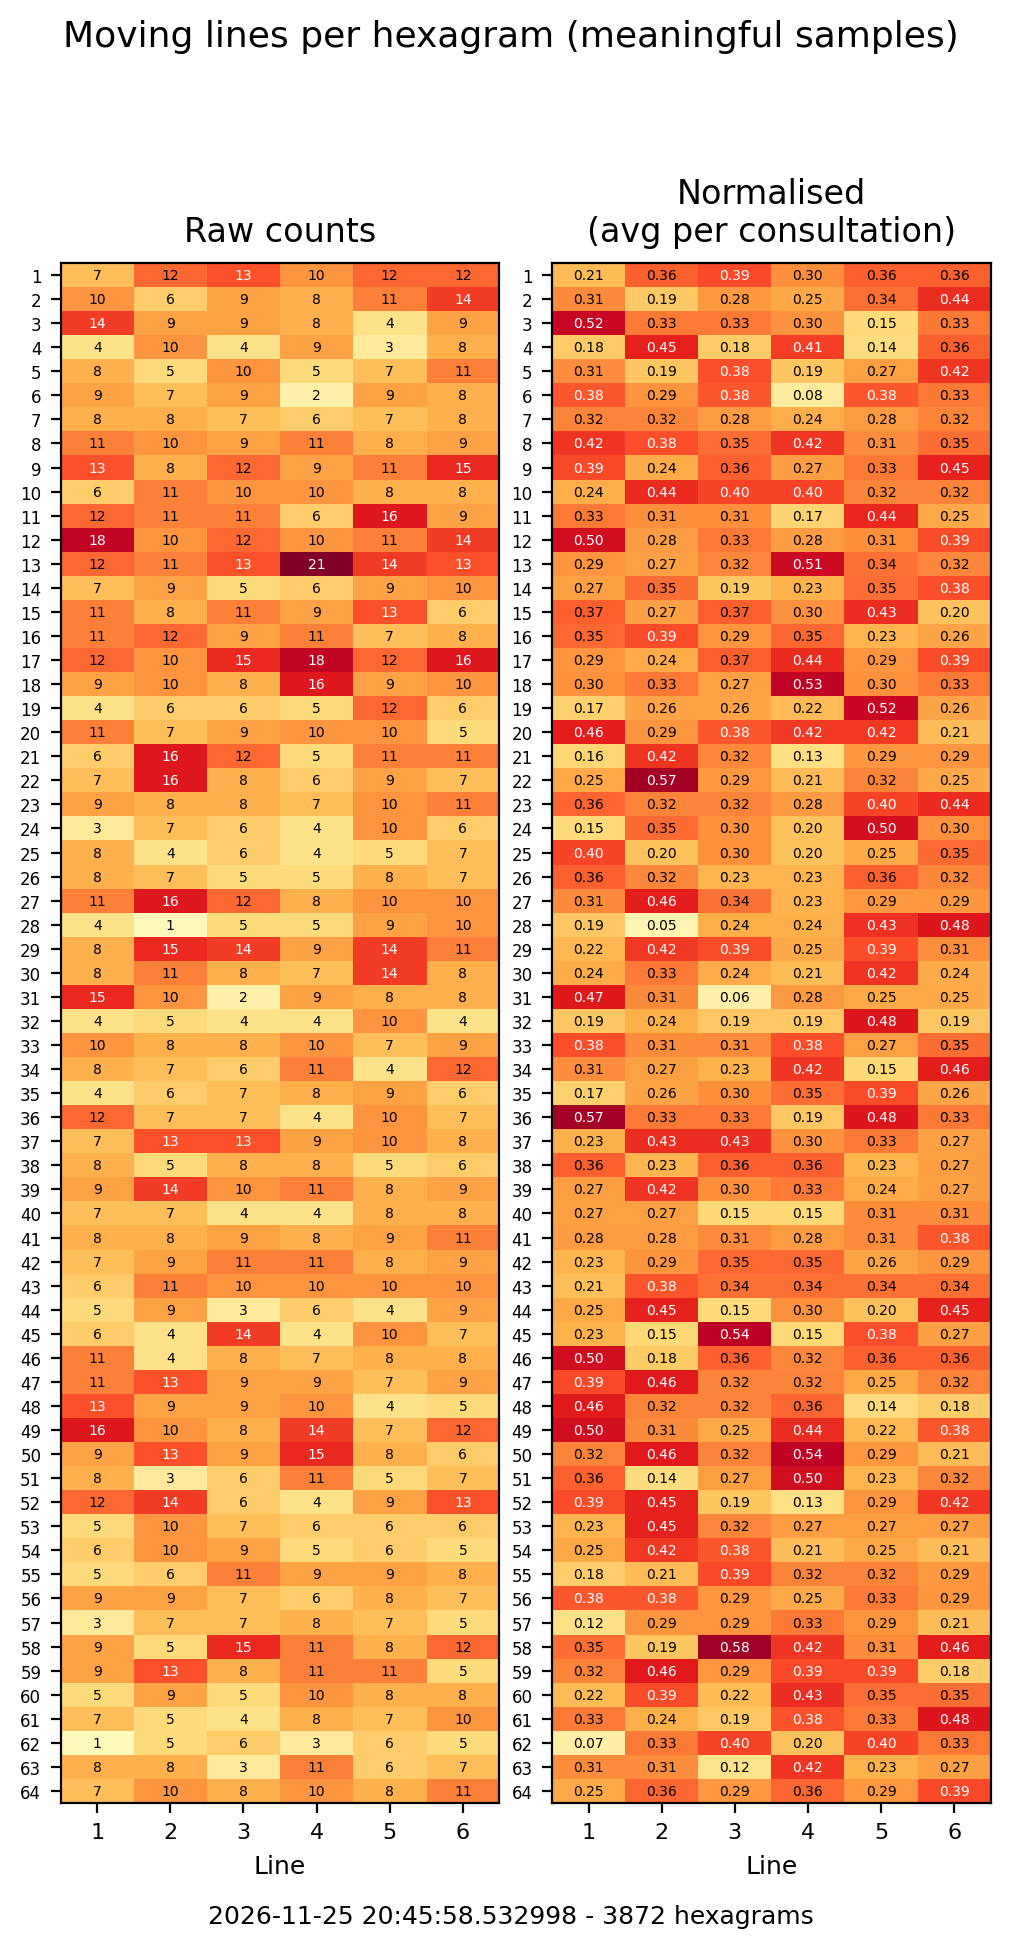 Moving lines per hexagram (meaningful samples)
Raw counts
Normalised
(avg per consultation)
1 7 12 13 10 12 12 1 0.21 0.36 0.39 0.30 0.36 0.36
2 10 6 9 8 11 14 2 0.31 0.19 0.28 0.25 0.34 0.44
3 14 9 9 8 4 9 3 0.52 0.33 0.33 0.30 0.15 0.33
4 4 10 4 9 3 8 4 0.18 0.45 0.18 0.41 0.14 0.36
5 8 5 10 5 7 11 5 0.31 0.19 0.38 0.19 0.27 0.42
6 9 7 9 2 9 8 6 0.38 0.29 0.38 0.08 0.38 0.33
7 8 8 7 6 7 8 7 0.32 0.32 0.28 0.24 0.28 0.32
8 11 10 9 11 8 9 8 0.42 0.38 0.35 0.42 0.31 0.35
9 13 8 12 9 11 15 9 0.39 0.24 0.36 0.27 0.33 0.45
10 6 11 10 10 8 8 10 0.24 0.44 0.40 0.40 0.32 0.32
11 12 11 11 6 16 9 11 0.33 0.31 0.31 0.17 0.44 0.25
12 18 10 12 10 11 14 12 0.50 0.28 0.33 0.28 0.31 0.39
13 12 11 13 21 14 13 13 0.29 0.27 0.32 0.51 0.34 0.32
14 7 9 5 6 9 10 14 0.27 0.35 0.19 0.23 0.35 0.38
15 11 8 11 9 13 6 15 0.37 0.27 0.37 0.30 0.43 0.20
16 11 12 9 11 7 8 16 0.35 0.39 0.29 0.35 0.23 0.26
17 12 10 15 18 12 16 17 0.29 0.24 0.37 0.44 0.29 0.39
18 9 10 8 16 9 10 18 0.30 0.33 0.27 0.53 0.30 0.33
19 4 6 6 5 12 6 19 0.17 0.26 0.26 0.22 0.52 0.26
20 11 7 9 10 10 5 20 0.46 0.29 0.38 0.42 0.42 0.21
21 6 16 12 5 11 11 21 0.16 0.42 0.32 0.13 0.29 0.29
22 7 16 8 6 9 7 22 0.25 0.57 0.29 0.21 0.32 0.25
23 9 8 8 7 10 11 23 0.36 0.32 0.32 0.28 0.40 0.44
24 3 7 6 4 10 6 24 0.15 0.35 0.30 0.20 0.50 0.30
25 8 4 6 4 5 7 25 0.40 0.20 0.30 0.20 0.25 0.35
26 8 7 5 5 8 7 26 0.36 0.32 0.23 0.23 0.36 0.32
27 11 16 12 8 10 10 27 0.31 0.46 0.34 0.23 0.29 0.29
28 4 1 5 5 9 10 28 0.19 0.05 0.24 0.24 0.43 0.48
29 8 15 14 9 14 11 29 0.22 0.42 0.39 0.25 0.39 0.31
30 8 11 8 7 14 8 30 0.24 0.33 0.24 0.21 0.42 0.24
31 15 10 2 9 8 8 31 0.47 0.31 0.06 0.28 0.25 0.25
32 4 5 4 4 10 4 32 0.19 0.24 0.19 0.19 0.48 0.19
33 10 8 8 10 7 9 33 0.38 0.31 0.31 0.38 0.27 0.35
34 8 7 6 11 4 12 34 0.31 0.27 0.23 0.42 0.15 0.46
35 4 6 7 8 9 6 35 0.17 0.26 0.30 0.35 0.39 0.26
36 12 7 7 4 10 7 36 0.57 0.33 0.33 0.19 0.48 0.33
37 7 13 13 9 10 8 37 0.23 0.43 0.43 0.30 0.33 0.27
38 8 5 8 8 5 6 38 0.36 0.23 0.36 0.36 0.23 0.27
39 9 14 10 11 8 9 39 0.27 0.42 0.30 0.33 0.24 0.27
40 7 7 4 4 8 8 40 0.27 0.27 0.15 0.15 0.31 0.31
41 8 8 9 8 9 11 41 0.28 0.28 0.31 0.28 0.31 0.38
42 7 9 11 11 8 9 42 0.23 0.29 0.35 0.35 0.26 0.29
43 6 11 10 10 10 10 43 0.21 0.38 0.34 0.34 0.34 0.34
44 5 9 3 6 4 9 44 0.25 0.45 0.15 0.30 0.20 0.45
45 6 4 14 4 10 7 45 0.23 0.15 0.54 0.15 0.38 0.27
46 11 4 8 7 8 8 46 0.50 0.18 0.36 0.32 0.36 0.36
47 11 13 9 9 7 9 47 0.39 0.46 0.32 0.32 0.25 0.32
48 13 9 9 10 4 5 48 0.46 0.32 0.32 0.36 0.14 0.18
49 16 10 8 14 7 12 49 0.50 0.31 0.25 0.44 0.22 0.38
50 9 13 9 15 8 6 50 0.32 0.46 0.32 0.54 0.29 0.21
51 8 3 6 11 5 7 51 0.36 0.14 0.27 0.50 0.23 0.32
52 12 14 6 4 9 13 52 0.39 0.45 0.19 0.13 0.29 0.42
53 5 10 7 6 6 6 53 0.23 0.45 0.32 0.27 0.27 0.27
54 6 10 9 5 6 5 54 0.25 0.42 0.38 0.21 0.25 0.21
55 5 6 11 9 9 8 55 0.18 0.21 0.39 0.32 0.32 0.29
56 9 9 7 6 8 7 56 0.38 0.38 0.29 0.25 0.33 0.29
57 3 7 7 8 7 5 57 0.12 0.29 0.29 0.33 0.29 0.21
58 9 5 15 11 8 12 58 0.35 0.19 0.58 0.42 0.31 0.46
59 9 13 8 11 11 5 59 0.32 0.46 0.29 0.39 0.39 0.18
60 5 9 5 10 8 8 60 0.22 0.39 0.22 0.43 0.35 0.35
61 7 5 4 8 7 10 61 0.33 0.24 0.19 0.38 0.33 0.48
62 1 5 6 3 6 5 62 0.07 0.33 0.40 0.20 0.40 0.33
63 8 8 3 11 6 7 63 0.31 0.31 0.12 0.42 0.23 0.27
64 7 10 8 10 8 11 64 0.25 0.36 0.29 0.36 0.29 0.39
1 2 3 4 5 6 1 2 3 4 5 6
Line Line
2026-11-25 20:45:58.532998 - 3872 hexagrams